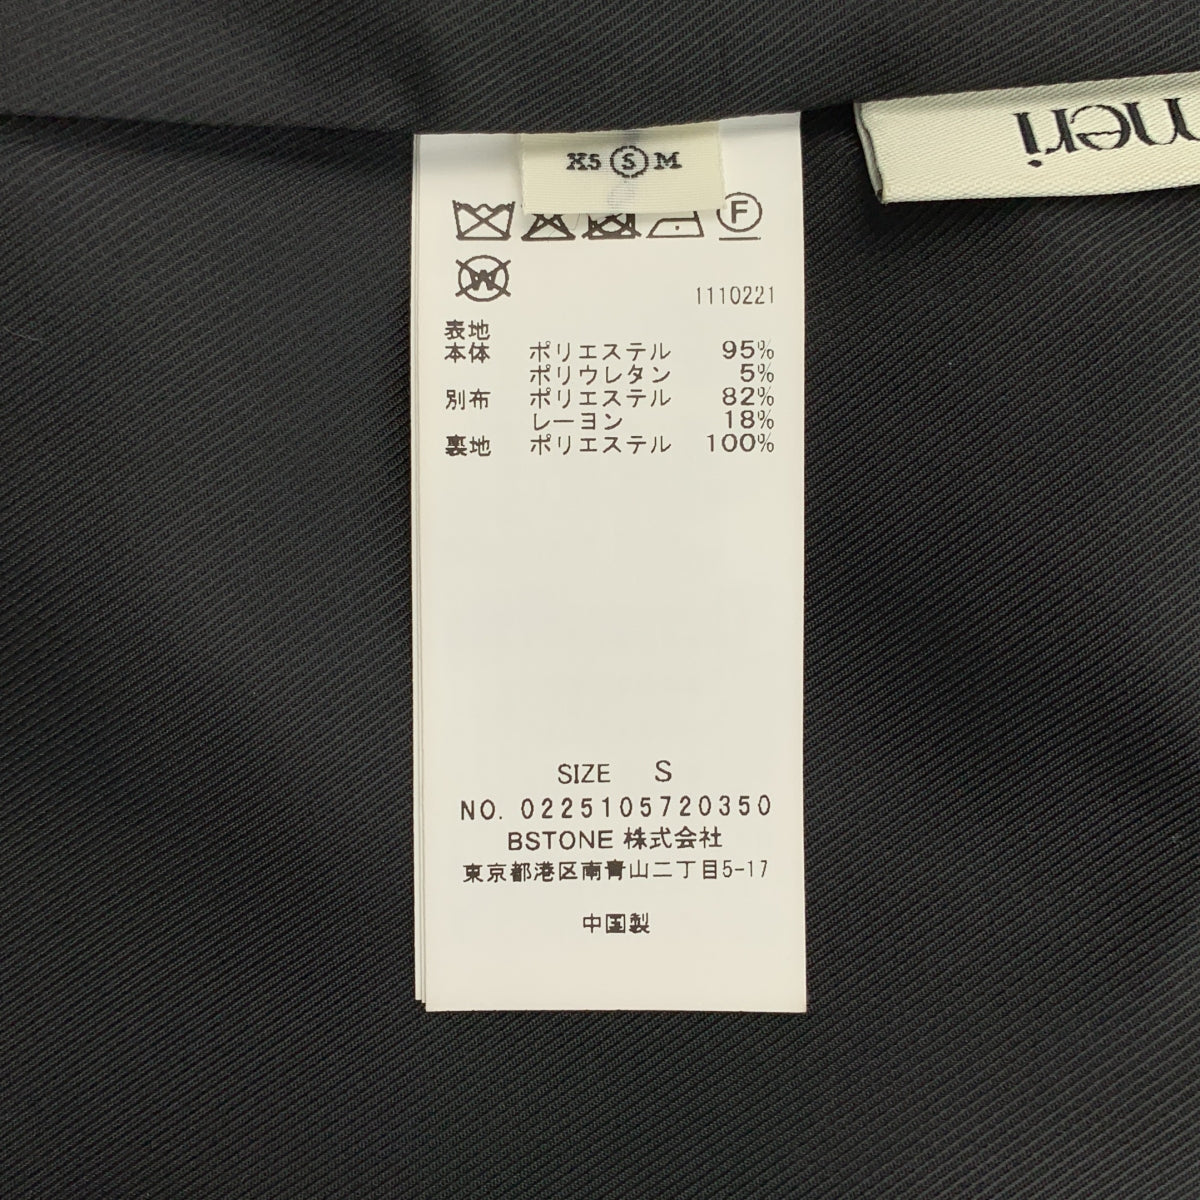 XS S M
neri
F
W
1110221
表地
本体 ポリエステル 95%
ポリウレタン 5%
別布 ポリエステル 82%
レーヨン 18%
裏地 ポリエステル 100%
SIZE S
NO. 0225105720350
BSTONE 株式会社
東京都港区南青山二丁目5-17
中国製